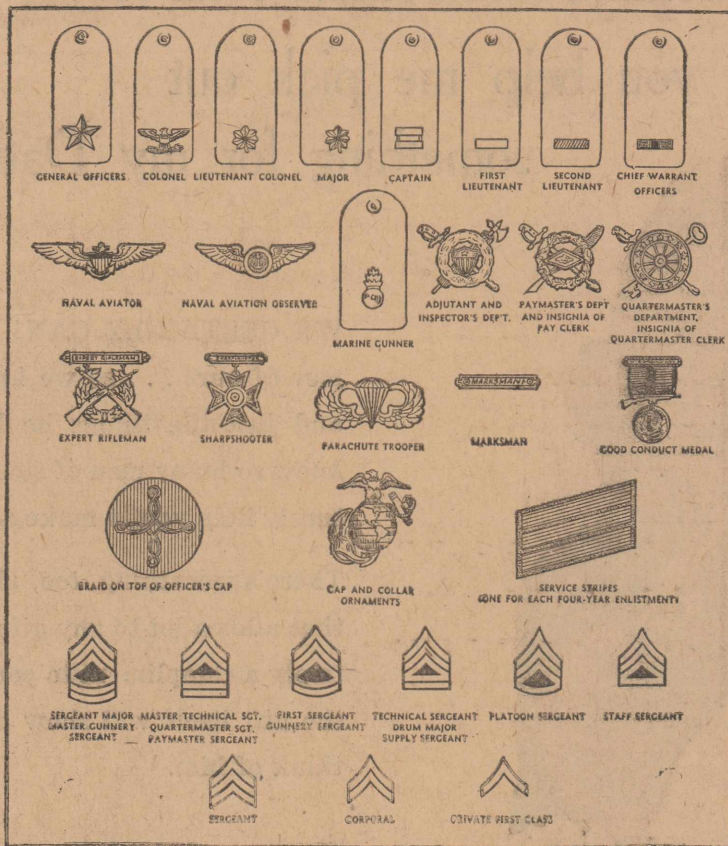 GENERAL OFFICERS
COLONEL
LIEUTENANT COLONEL
MAJOR
CAPTAIN
FIRST
LIEUTENANT
SECOND
LIEUTENANT
CHIEF WARRANT
OFFICERS
NAVAL AVIATOR
NAVAL AVIATION OBSERVER
MARINE GUNNER
ADJUTANT AND
INSPECTOR'S DEP'T.
PAYMASTER'S DEPT
AND INSIGNIA OF
PAY CLERK
QUARTERMASTER'S
DEPARTMENT,
INSIGNIA OF
QUARTERMASTER CLERK
EXPERT RIFLEMAN
EXPERT RIFLEMAN
SHARPSHOOTER
PARACHUTE TROOPER
MARKSMAN
MARKSMAN
GOOD CONDUCT MEDAL
BRAID ON TOP OF OFFICER'S CAP
CAP AND COLLAR
ORNAMENTS
SERVICE STRIPES
(ONE FOR EACH FOUR-YEAR ENLISTMENT)
SERGEANT MAJOR
MASTER GUNNERY
SERGEANT
MASTER TECHNICAL SGT.
QUARTERMASTER SGT.
PAYMASTER SERGEANT
FIRST SERGEANT
GUNNERY SERGEANT
TECHNICAL SERGEANT
DRUM MAJOR
SUPPLY SERGEANT
PLATOON SERGEANT
STAFF SERGEANT
SERGEANT
CORPORAL
PRIVATE FIRST CLASS